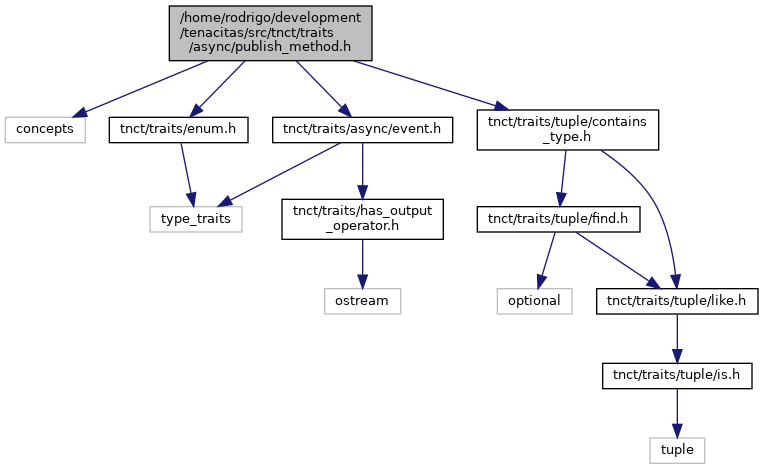 /home/rodrigo/development
/tenacitas/src/tnct/traits
/async/publish_method.h
concepts
tnct/traits/enum.h
tnct/traits/async/event.h
tnct/traits/tuple/contains
_type.h
type_traits
tnct/traits/has_output
_operator.h
tnct/traits/tuple/find.h
ostream
optional
tnct/traits/tuple/like.h
tnct/traits/tuple/is.h
tuple